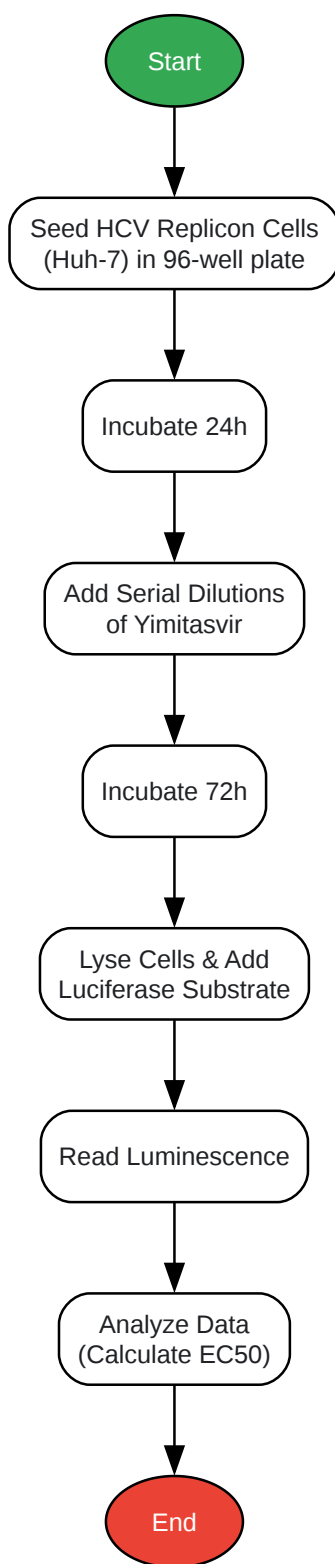 Start
Seed HCV Replicon Cells
(Huh-7) in 96-well plate
Incubate 24h
Add Serial Dilutions
of Yimitasvir
Incubate 72h
Lyse Cells & Add
Luciferase Substrate
Read Luminescence
Analyze Data
(Calculate EC50)
End